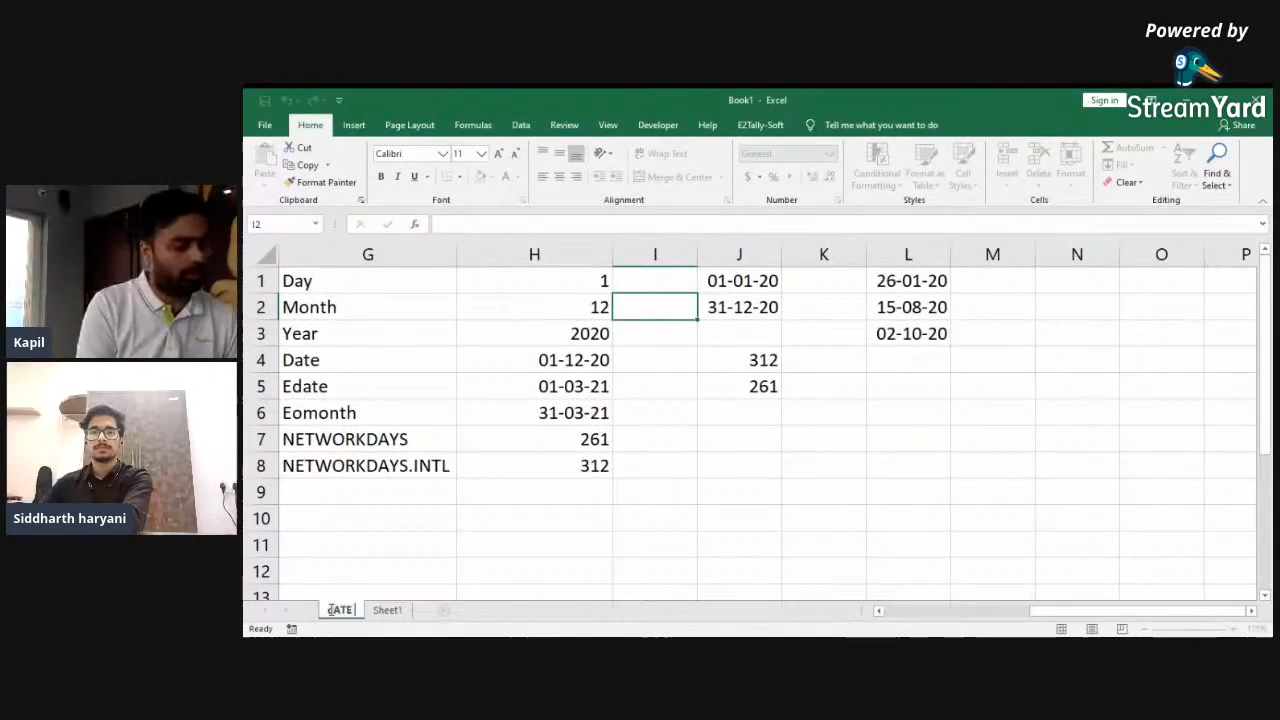 Powered by
StreamYard
Book1 - Excel
Sign in
File Home Insert Page Layout Formulas Data Review View Developer Help EZTally-Soft Tell me what you want to do
Share
Paste
Cut
Copy
Format Painter
Clipboard
Calibri 11
B I U
Font
Wrap Text
Merge & Center
Alignment
General
$ % ,
Number
Conditional Formatting
Format as Table
Cell Styles
Styles
Insert Delete Format
Cells
AutoSum
Fill
Clear
Sort & Filter
Find & Select
Editing
I2 fx
G H I J K L M N O P
1 Day 1 01-01-20 26-01-20
2 Month 12 31-12-20 15-08-20
3 Year 2020 02-10-20
4 Date 01-12-20 312
5 Edate 01-03-21 261
6 Eomonth 31-03-21
7 NETWORKDAYS 261
8 NETWORKDAYS.INTL 312
9
10
11
12
13
dATE Sheet1
Ready
175%
Kapil
Siddharth haryani